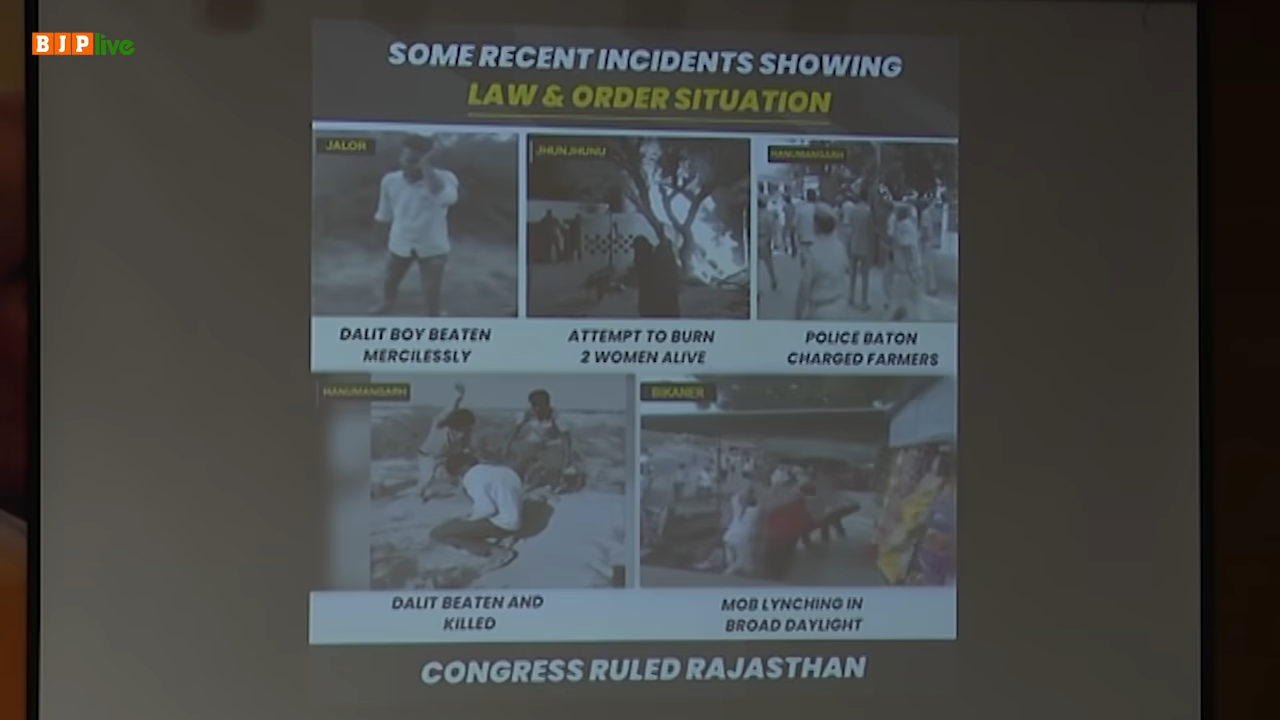 BJPlive
SOME RECENT INCIDENTS SHOWING
LAW & ORDER SITUATION
JALOR
JHUNJHUNU
HANUMANGARH
DALIT BOY BEATEN
MERCILESSLY
ATTEMPT TO BURN
2 WOMEN ALIVE
POLICE BATON
CHARGED FARMERS
HANUMANGARH
BIKANER
DALIT BEATEN AND
KILLED
MOB LYNCHING IN
BROAD DAYLIGHT
CONGRESS RULED RAJASTHAN